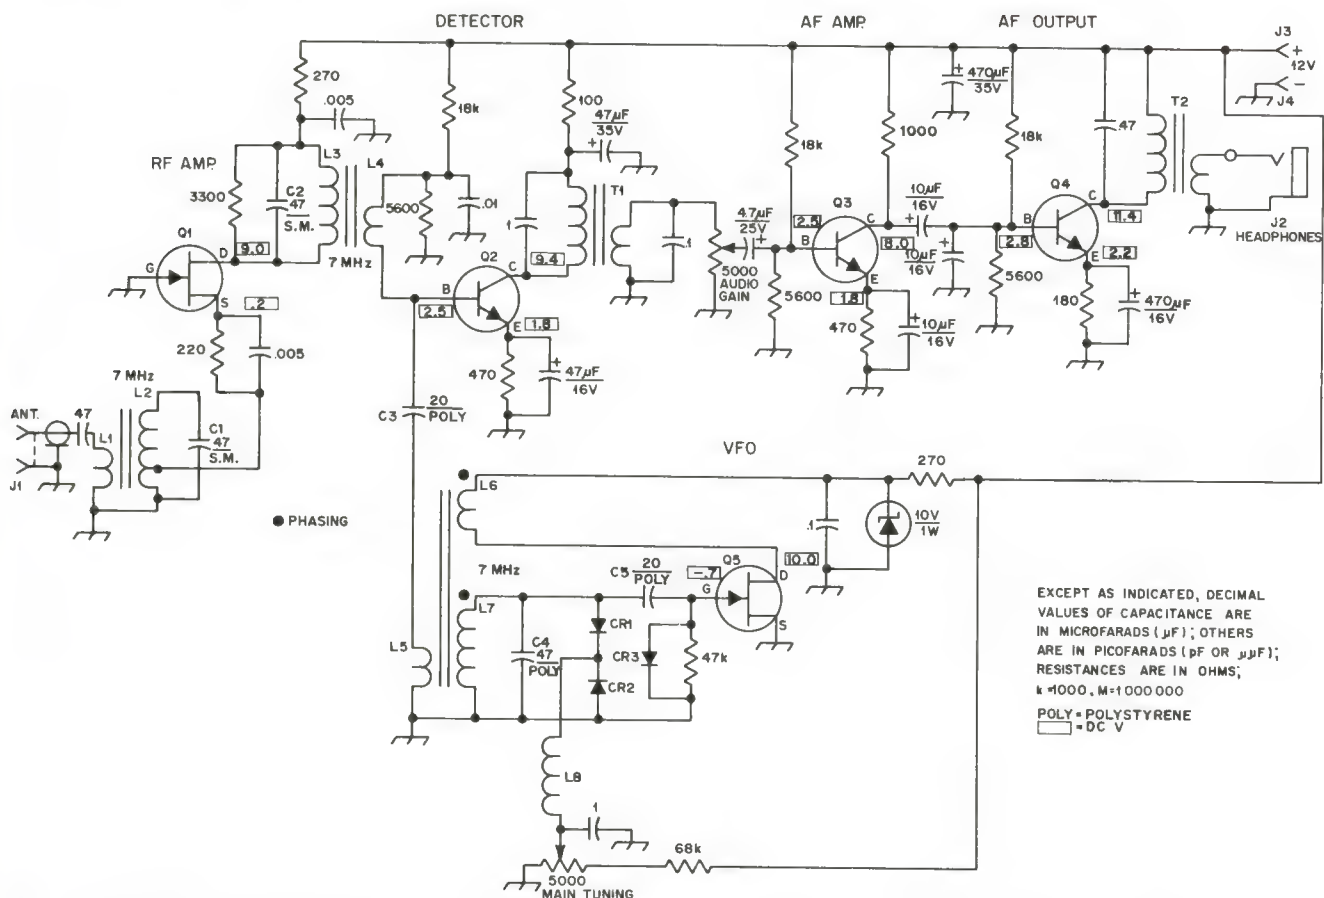 DETECTOR
AF AMP.
AF OUTPUT
J3
+
12V
-
J4
270
.005
18k
100
47µF
35V
18k
1000
470µF
35V
18k
.47
T2
RF AMP.
L3
L4
3300
C2
47
S.M.
5600
.01
.1
T1
.1
Q1
D
9.0
G
S
.2
7 MHz
Q2
C
9.4
B
2.5
E
1.8
4.7µF
25V
5000
AUDIO
GAIN
5600
Q3
2.5
C
B
8.0
E
1.8
10µF
16V
10µF
16V
5600
Q4
C
11.4
B
2.8
E
2.2
J2
HEADPHONES
220
.005
470
47µF
16V
470
10µF
16V
180
470µF
16V
7 MHz
L2
ANT.
47
L1
C1
47
S.M.
J1
C3
20
POLY
VFO
270
L6
.1
10V
1W
PHASING
7 MHz
C5
20
POLY
Q5
-.7
G
D
10.0
S
L7
L5
C4
47
POLY
CR1
CR2
CR3
47k
EXCEPT AS INDICATED, DECIMAL
VALUES OF CAPACITANCE ARE
IN MICROFARADS (µF); OTHERS
ARE IN PICOFARADS (pF OR µµF);
RESISTANCES ARE IN OHMS;
k=1000, M=1000 000
POLY = POLYSTYRENE
= DC V
L8
.1
68k
5000
MAIN TUNING